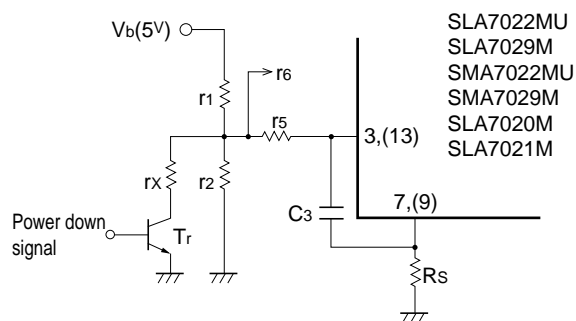 Vb(5V)
r6
r1
r5
3,(13)
rX
r2
C3
7,(9)
Power down
signal
Tr
RS
SLA7022MU
SLA7029M
SMA7022MU
SMA7029M
SLA7020M
SLA7021M